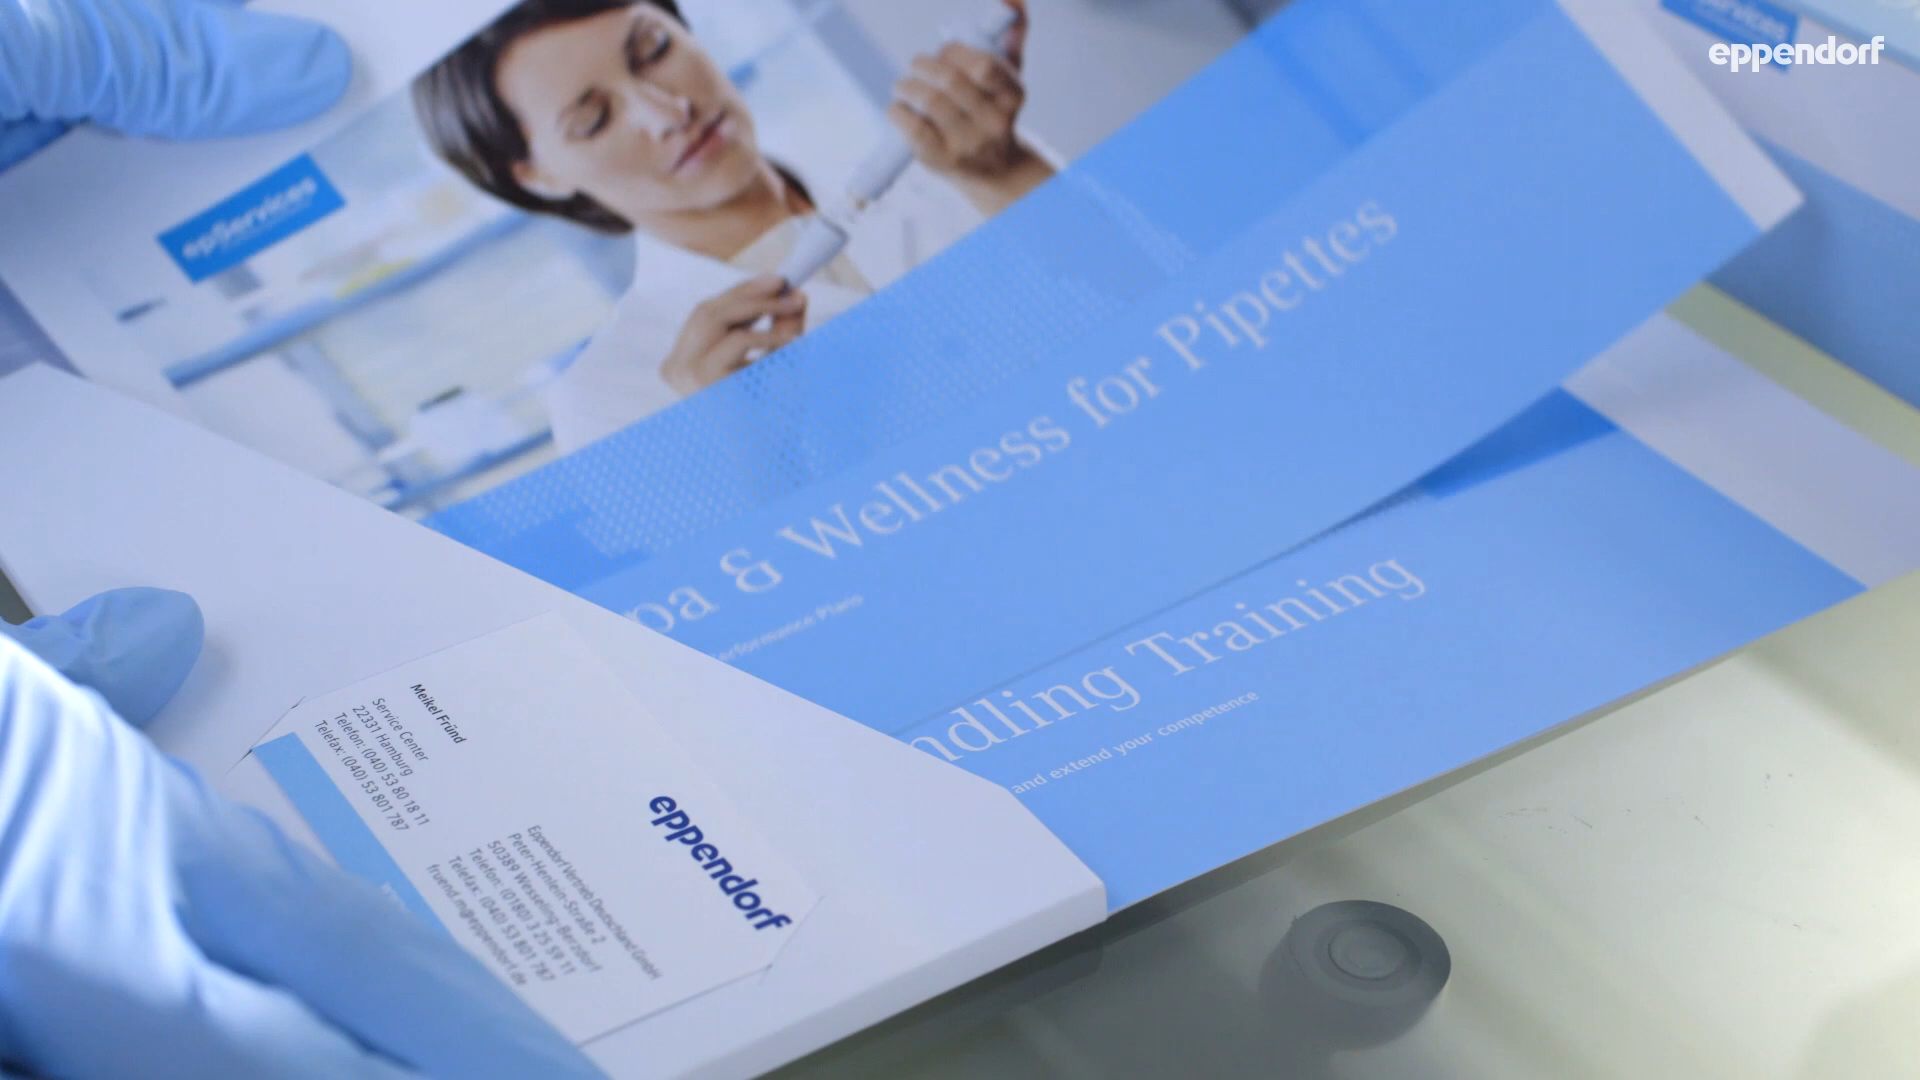 eppendorf
epServices
pa & Wellness for Pipettes
erformance Plans
ndling Training
and extend your competence
Meikel Fründ
Service Center
22331 Hamburg
Telefon: (040) 53 80 18 11
Telefax: (040) 53 801 787
eppendorf
Eppendorf Vertrieb Deutschland GmbH
Peter-Henlein-Straße 2
50389 Wesseling-Berzdorf
Telefon: (0180) 3 25 59 11
Telefax: (040) 53 801 787
fruend.m@eppendorf.de